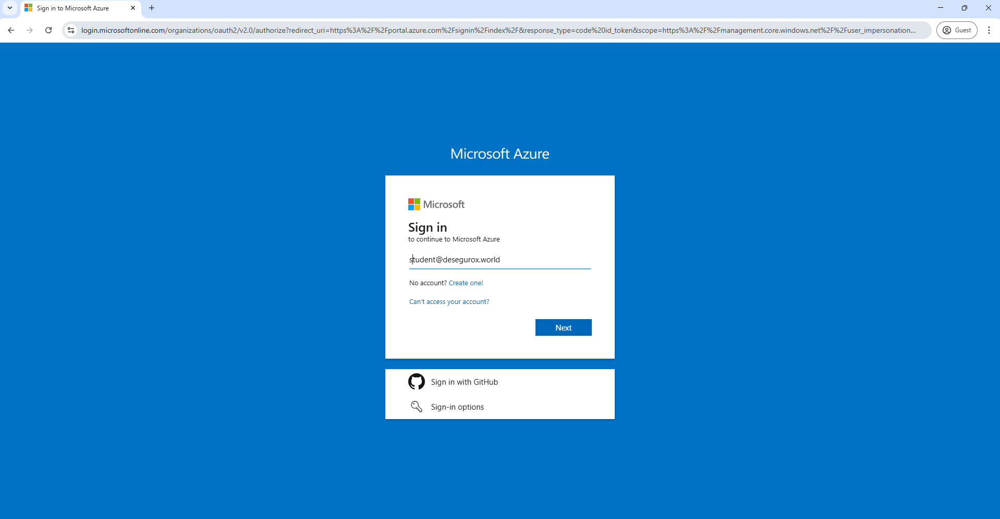 Sign in to Microsoft Azure
login.microsoftonline.com/organizations/oauth2/v2.0/authorize?redirect_uri=https%3A%2F%2Fportal.azure.com%2Fsignin%2Findex%2F&response_type=code%20id_token&scope=https%3A%2F%2Fmanagement.core.windows.net%2F%2Fuser_impersonation...
Guest
Microsoft Azure
Microsoft
Sign in
to continue to Microsoft Azure
student@desegurox.world
No account? Create one!
Can't access your account?
Next
Sign in with GitHub
Sign-in options